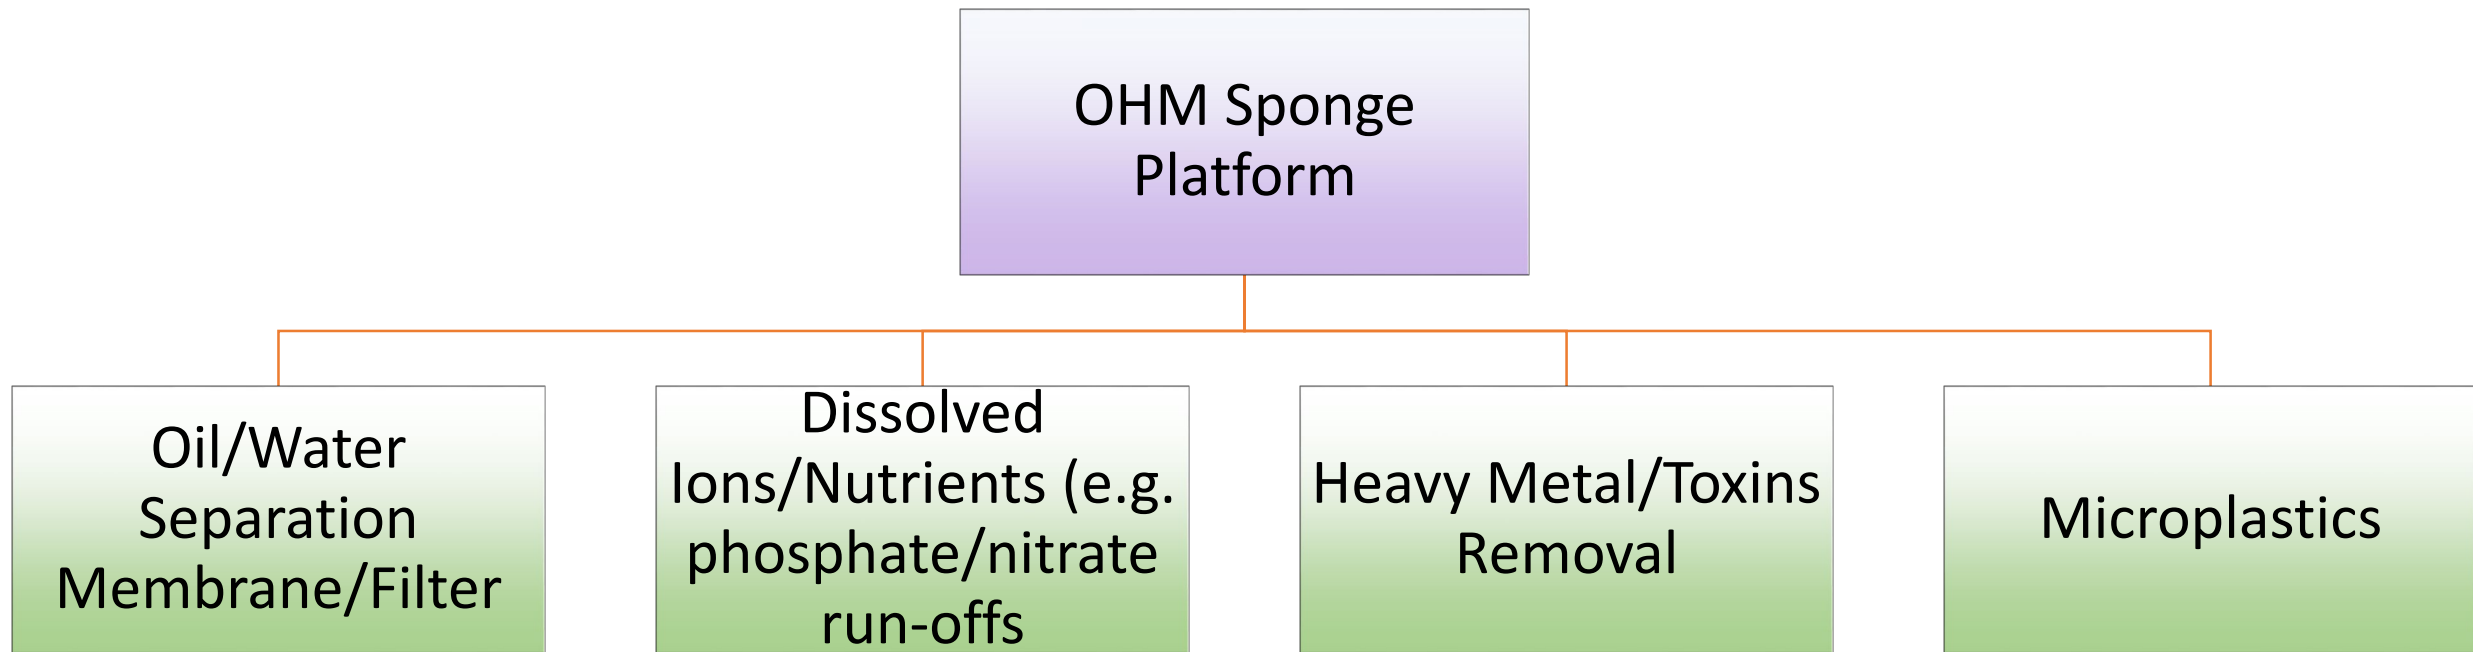 OHM Sponge
Platform
Oil/Water
Separation
Membrane/Filter
Dissolved
Ions/Nutrients (e.g.
phosphate/nitrate
run-offs
Heavy Metal/Toxins
Removal
Microplastics